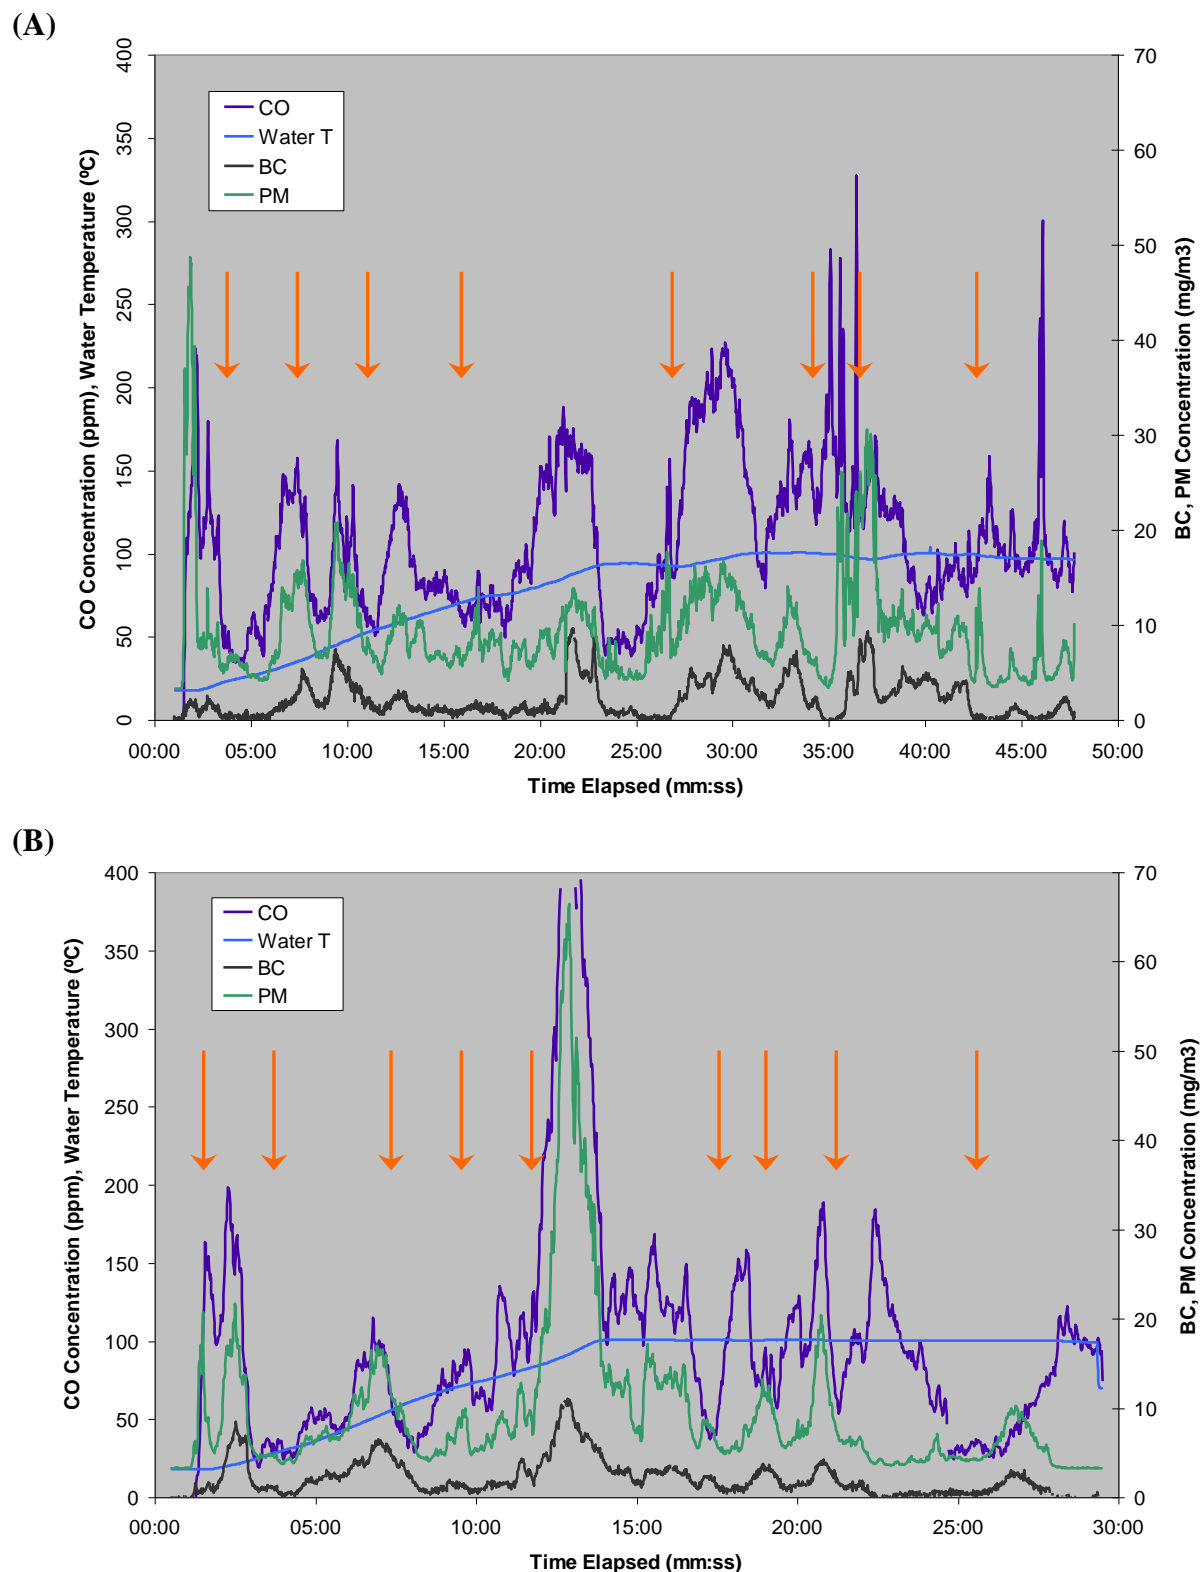 (A)
CO Concentration (ppm), Water Temperature (ºC)
400
350
300
250
200
150
100
50
0
CO
Water T
BC
PM
70
60
50
40
30
20
10
0
BC, PM Concentration (mg/m3)
00:00 05:00 10:00 15:00 20:00 25:00 30:00 35:00 40:00 45:00 50:00
Time Elapsed (mm:ss)
(B)
CO Concentration (ppm), Water Temperature (ºC)
400
350
300
250
200
150
100
50
0
CO
Water T
BC
PM
70
60
50
40
30
20
10
0
BC, PM Concentration (mg/m3)
00:00 05:00 10:00 15:00 20:00 25:00 30:00
Time Elapsed (mm:ss)